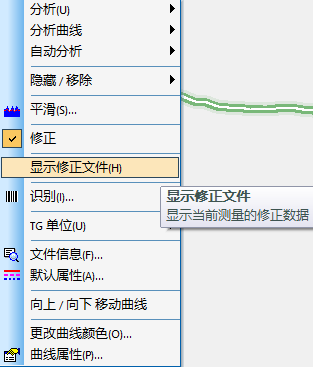 分析(U)
分析曲线
自动分析
隐藏 / 移除
平滑(S)...
修正
显示修正文件(H)
识别(I)...
显示修正文件
显示当前测量的修正数据
TG 单位(U)
文件信息(F)...
默认属性(A)...
向上 / 向下 移动曲线
更改曲线颜色(O)...
曲线属性(P)...